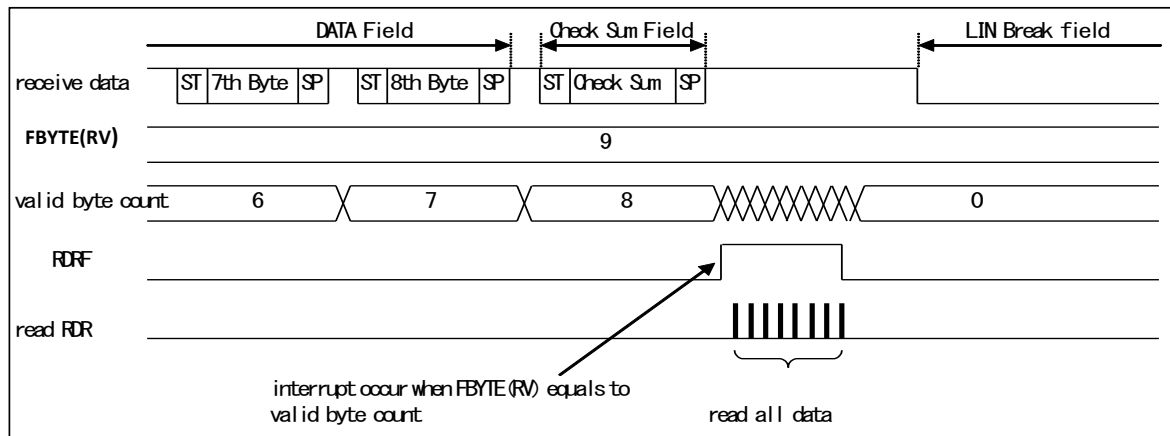 DATA Field Check Sum Field LIN Break field
receive data ST 7th Byte SP ST 8th Byte SP ST Check Sum SP
FBYTE(RV) 9
valid byte count 6 7 8 0
RDRF
read RDR
interrupt occur when FBYTE(RV) equals to
valid byte count read all data